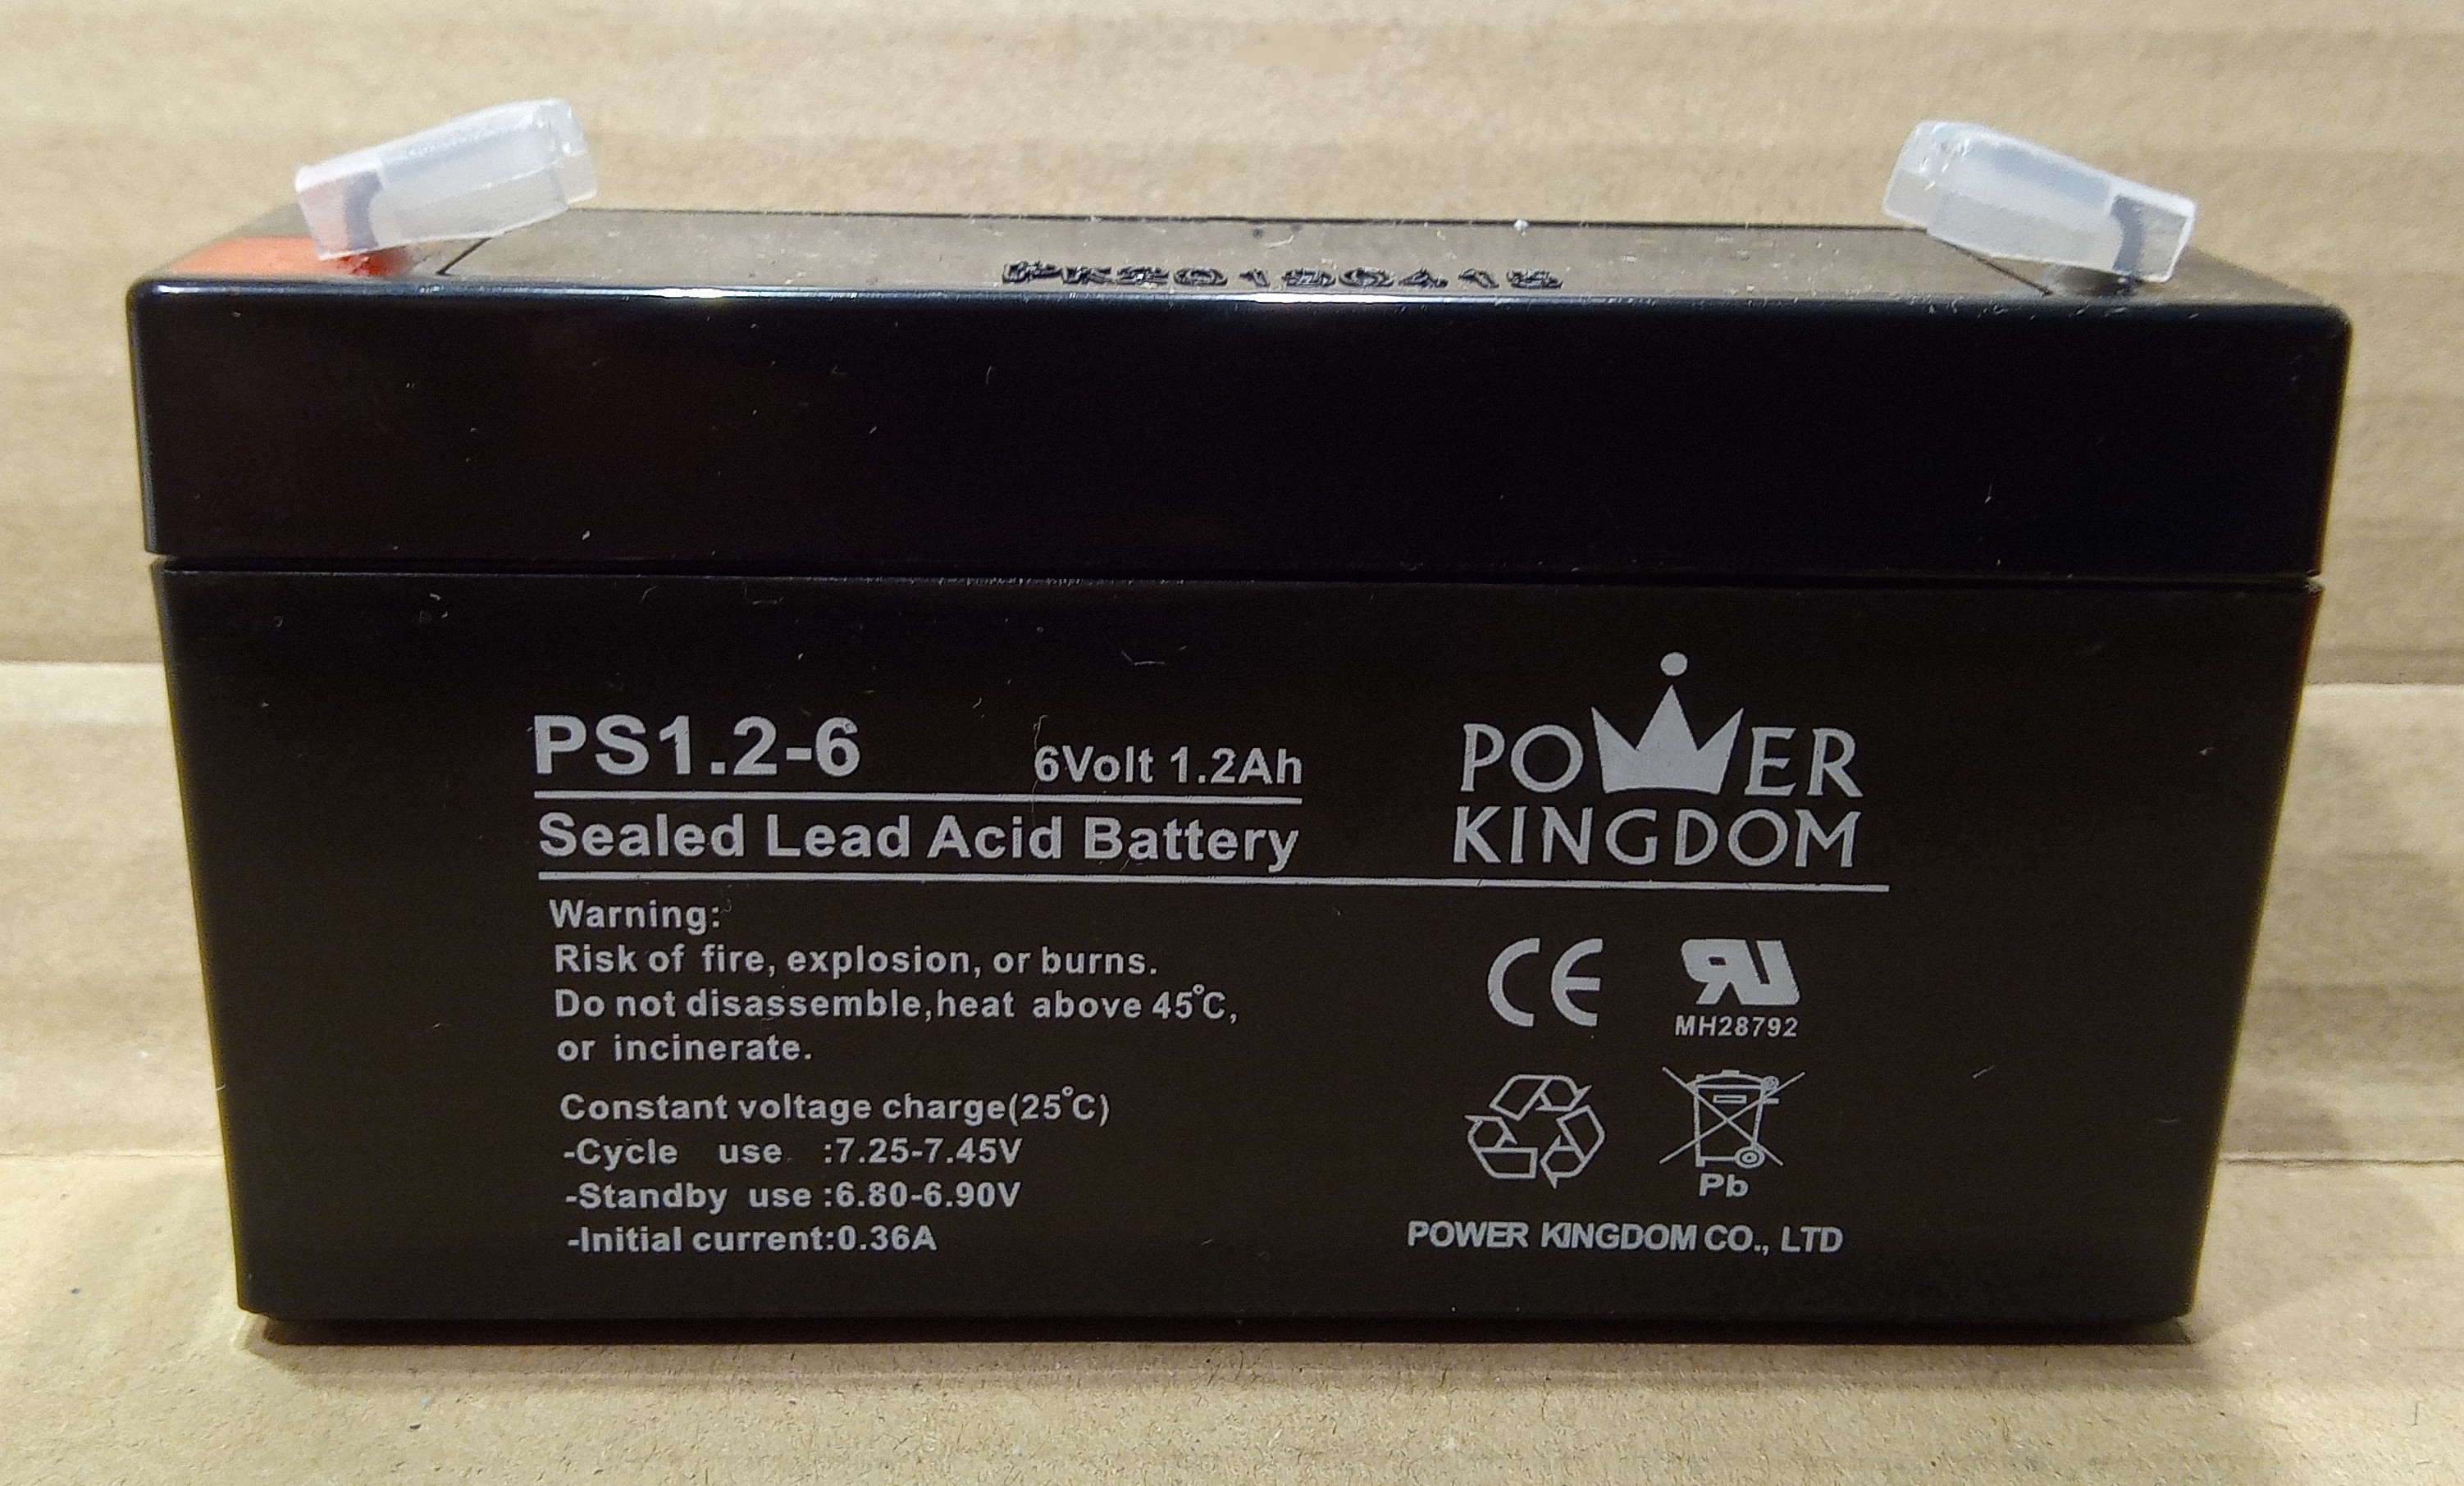 PS1.2-6 6Volt 1.2Ah
Sealed Lead Acid Battery
POWER
KINGDOM
Warning:
Risk of fire, explosion, or burns.
Do not disassemble,heat above 45°C,
or incinerate.
Constant voltage charge(25°C)
-Cycle use :7.25-7.45V
-Standby use :6.80-6.90V
-Initial current:0.36A
CE
RU
MH28792
Pb
POWER KINGDOM CO., LTD